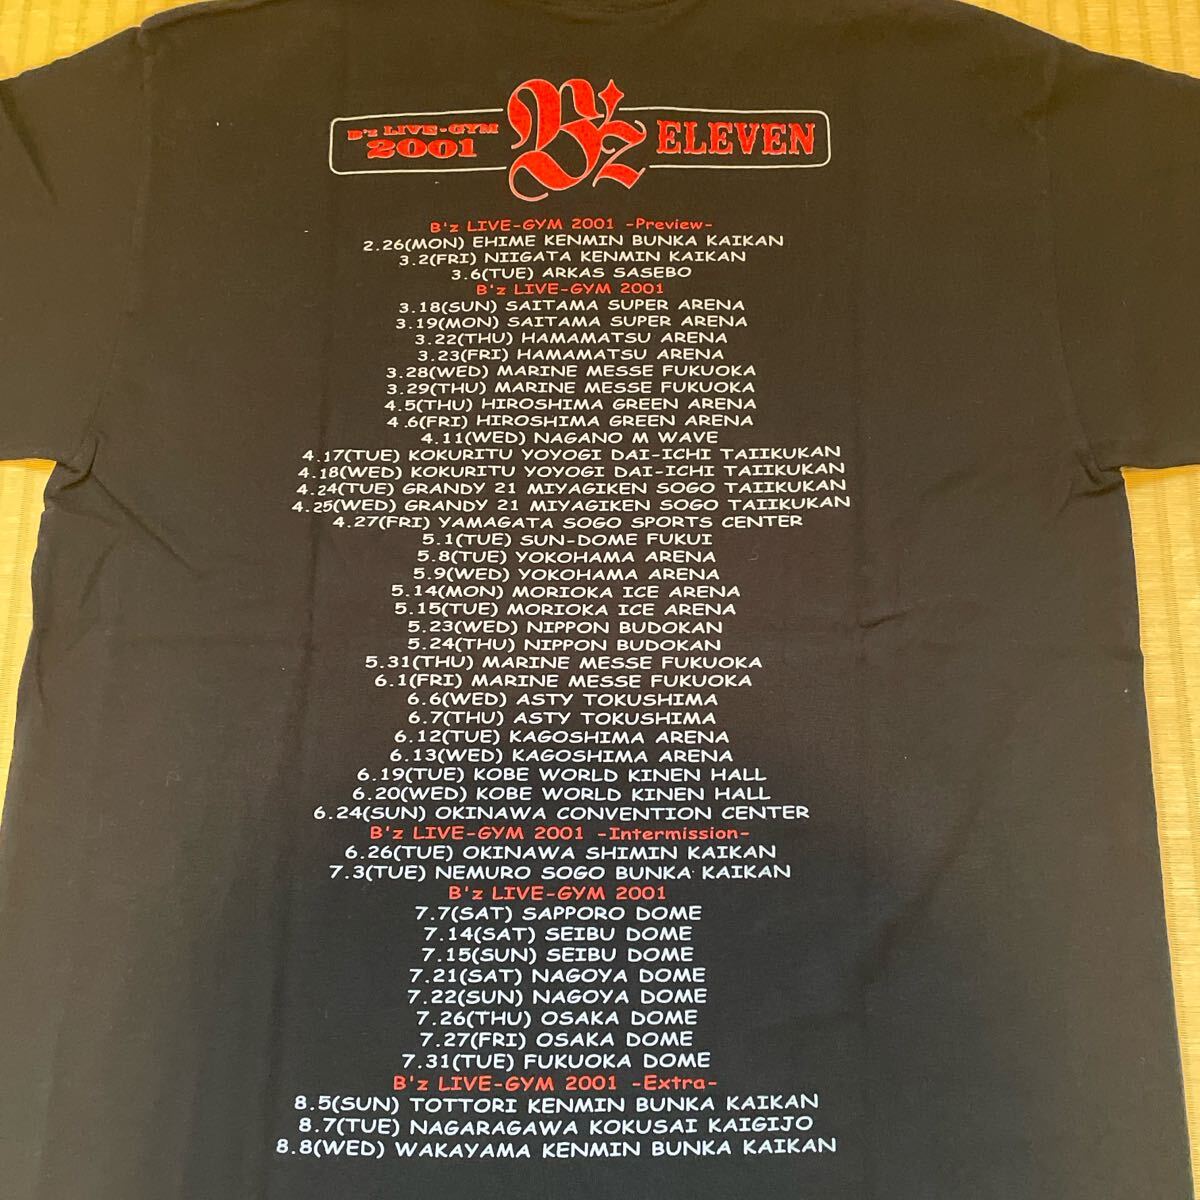 B'z LIVE-GYM
2001
B'z
ELEVEN
B'z LIVE-GYM 2001 -Preview-
2.26(MON) EHIME KENMIN BUNKA KAIKAN
3.2(FRI) NIIGATA KENMIN KAIKAN
3.6(TUE) ARKAS SASEBO
B'z LIVE-GYM 2001
3.18(SUN) SAITAMA SUPER ARENA
3.19(MON) SAITAMA SUPER ARENA
3.22(THU) HAMAMATSU ARENA
3.23(FRI) HAMAMATSU ARENA
3.28(WED) MARINE MESSE FUKUOKA
3.29(THU) MARINE MESSE FUKUOKA
4.5(THU) HIROSHIMA GREEN ARENA
4.6(FRI) HIROSHIMA GREEN ARENA
4.11(WED) NAGANO M WAVE
4.17(TUE) KOKURITU YOYOGI DAI-ICHI TAIIKUKAN
4.18(WED) KOKURITU YOYOGI DAI-ICHI TAIIKUKAN
4.24(TUE) GRANDY 21 MIYAGIKEN SOGO TAIIKUKAN
4.25(WED) GRANDY 21 MIYAGIKEN SOGO TAIIKUKAN
4.27(FRI) YAMAGATA SOGO SPORTS CENTER
5.1(TUE) SUN-DOME FUKUI
5.8(TUE) YOKOHAMA ARENA
5.9(WED) YOKOHAMA ARENA
5.14(MON) MORIOKA ICE ARENA
5.15(TUE) MORIOKA ICE ARENA
5.23(WED) NIPPON BUDOKAN
5.24(THU) NIPPON BUDOKAN
5.31(THU) MARINE MESSE FUKUOKA
6.1(FRI) MARINE MESSE FUKUOKA
6.6(WED) ASTY TOKUSHIMA
6.7(THU) ASTY TOKUSHIMA
6.12(TUE) KAGOSHIMA ARENA
6.13(WED) KAGOSHIMA ARENA
6.19(TUE) KOBE WORLD KINEN HALL
6.20(WED) KOBE WORLD KINEN HALL
6.24(SUN) OKINAWA CONVENTION CENTER
B'z LIVE-GYM 2001 -Intermission-
6.26(TUE) OKINAWA SHIMIN KAIKAN
7.3(TUE) NEMURO SOGO BUNKA KAIKAN
B'z LIVE-GYM 2001
7.7(SAT) SAPPORO DOME
7.14(SAT) SEIBU DOME
7.15(SUN) SEIBU DOME
7.21(SAT) NAGOYA DOME
7.22(SUN) NAGOYA DOME
7.26(THU) OSAKA DOME
7.27(FRI) OSAKA DOME
7.31(TUE) FUKUOKA DOME
B'z LIVE-GYM 2001 -Extra-
8.5(SUN) TOTTORI KENMIN BUNKA KAIKAN
8.7(TUE) NAGARAGAWA KOKUSAI KAIGIJO
8.8(WED) WAKAYAMA KENMIN BUNKA KAIKAN